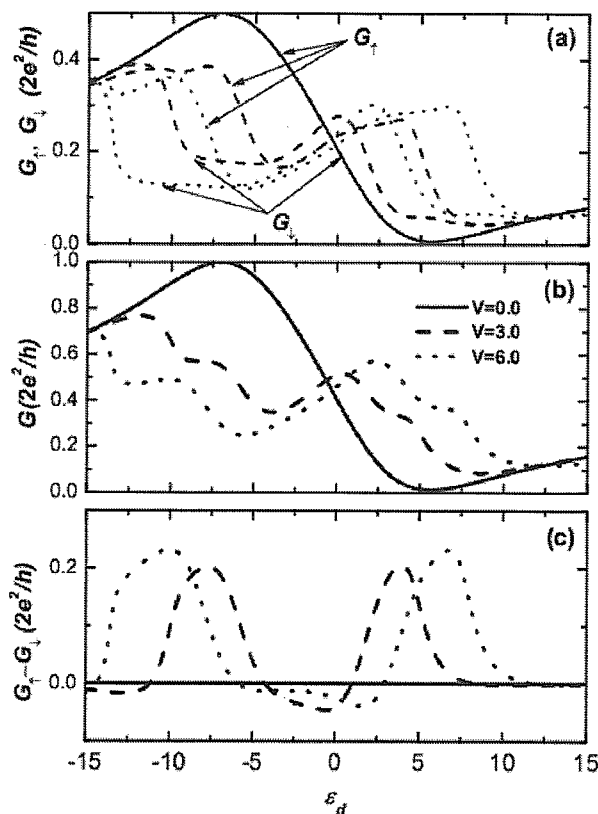 (a)
G↑
G↓
G↑, G↓ (2e²/h)
0.4
0.2
0.0
(b)
V=0.0
V=3.0
V=6.0
G(2e²/h)
1.0
0.8
0.6
0.4
0.2
0.0
(c)
G↑-G↓ (2e²/h)
0.2
0.0
-15 -10 -5 0 5 10 15
εd